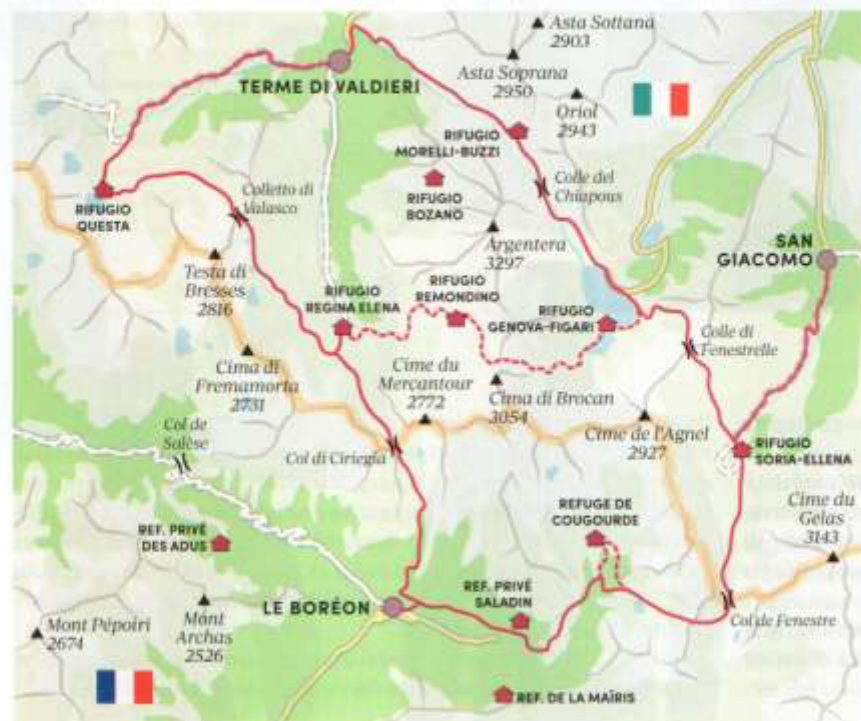 Asta Sottana
2903
TERME DI VALDIERI
Asta Soprana
2950
Oriol
2943
RIFUGIO
MORELLI-BUZZI
RIFUGIO
QUESTA
Colletto di
Valasco
RIFUGIO
BOZANO
Colle del
Chiapous
Argentera
3297
SAN
GIACOMO
Testa di
Bresses
2816
RIFUGIO
REGINA ELENA
RIFUGIO
REMONDINO
RIFUGIO
GENOVA-FIGARI
Colle di
Fenestrelle
Cima di
Fremamorta
2731
Cime du
Mercantour
2772
Cima di Brocan
3054
Cime de l'Agnel
2927
Col de
Salèse
Col di Ciriegia
RIFUGIO
SORIA-ELLENA
REF. PRIVÉ
DES ADUS
REFUGE DE
COUGOURDE
Cime du
Gelas
3143
Mont Pépoiri
2674
Mont
Archas
2526
LE BORÉON
REF. PRIVÉ
SALADIN
Col de Fenestre
REF. DE LA MAÏRIS